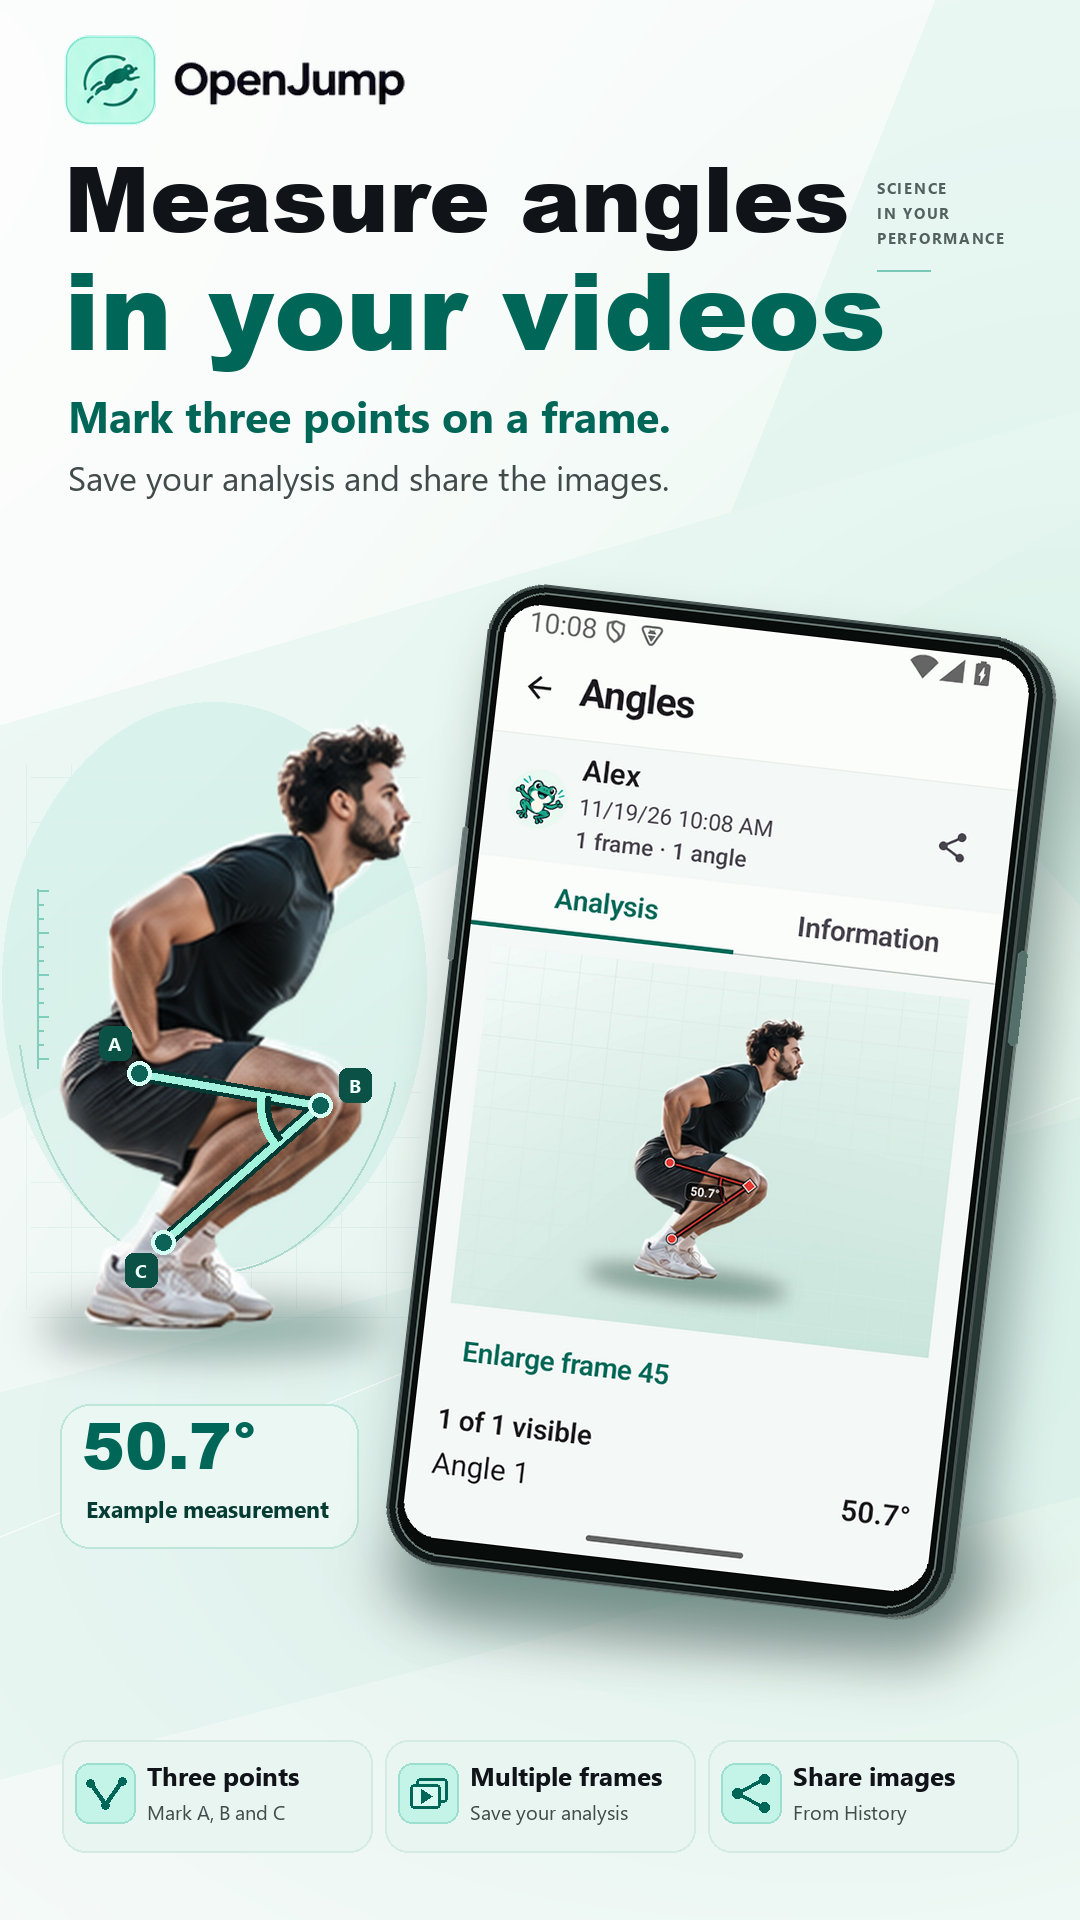 OpenJump
Measure angles
in your videos
SCIENCE
IN YOUR
PERFORMANCE
Mark three points on a frame.
Save your analysis and share the images.
10:08
Angles
Alex
11/19/26 10:08 AM
1 frame · 1 angle
Analysis
Information
50.7°
Enlarge frame 45
1 of 1 visible
Angle 1
50.7°
A
B
C
50.7°
Example measurement
Three points
Mark A, B and C
Multiple frames
Save your analysis
Share images
From History